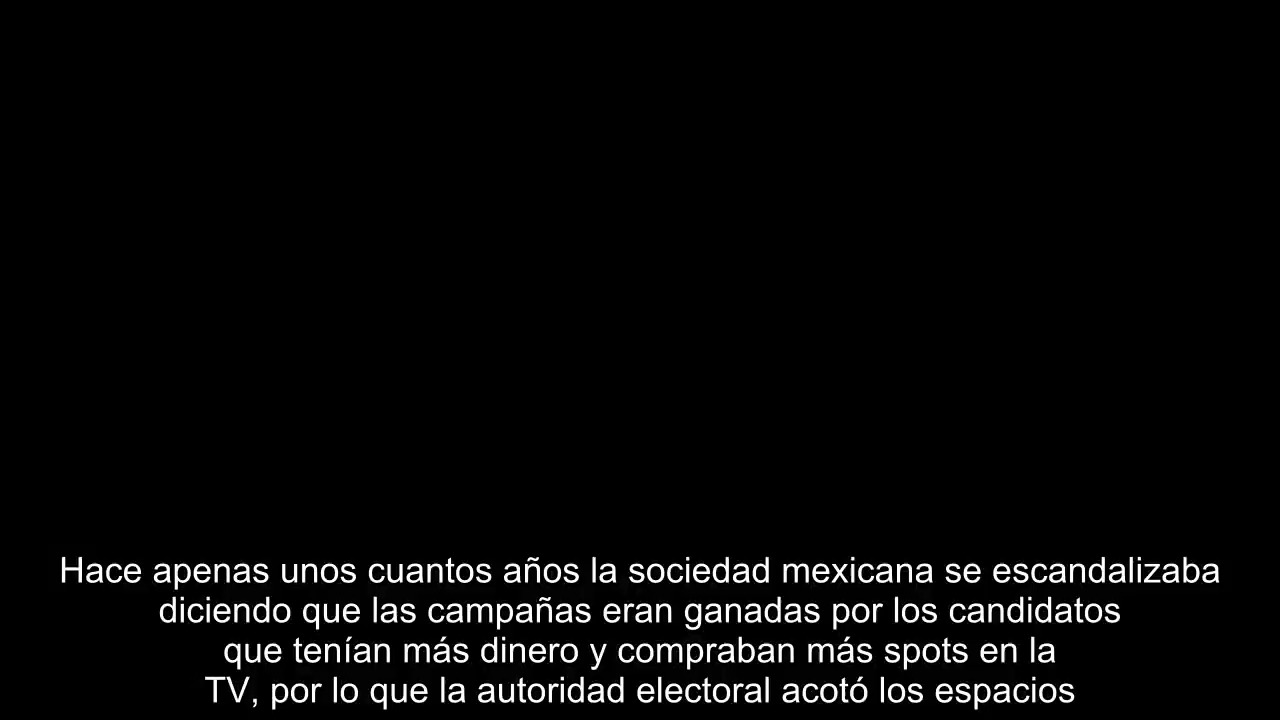 Hace apenas unos cuantos años la sociedad mexicana se escandalizaba
diciendo que las campañas eran ganadas por los candidatos
que tenían más dinero y compraban más spots en la
TV, por lo que la autoridad electoral acotó los espacios